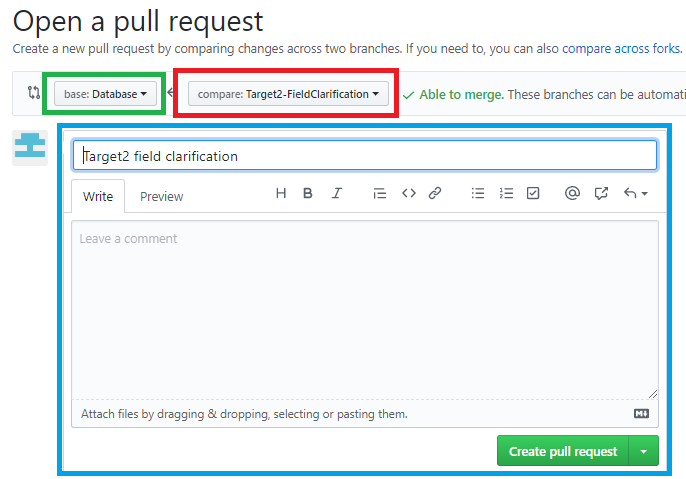 Open a pull request
Create a new pull request by comparing changes across two branches. If you need to, you can also compare across forks.
base: Database compare: Target2-FieldClarification Able to merge. These branches can be automati
Target2 field clarification
Write Preview H B I
Leave a comment
Attach files by dragging & dropping, selecting or pasting them.
Create pull request